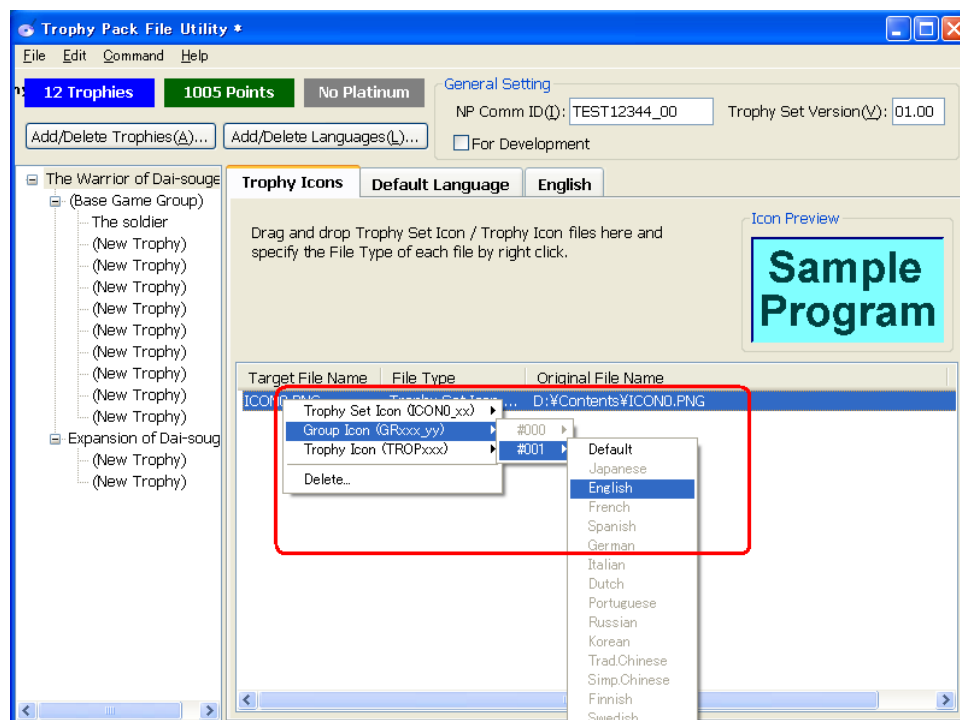 Trophy Pack File Utility *
File Edit Command Help
12 Trophies 1005 Points No Platinum
General Setting
NP Comm ID(I): TEST12344_00 Trophy Set Version(V): 01.00
Add/Delete Trophies(A)... Add/Delete Languages(L)...
For Development
The Warrior of Dai-souge
(Base Game Group)
The soldier
(New Trophy)
(New Trophy)
(New Trophy)
(New Trophy)
(New Trophy)
(New Trophy)
(New Trophy)
(New Trophy)
(New Trophy)
Expansion of Dai-soug
(New Trophy)
(New Trophy)
Trophy Icons Default Language English
Drag and drop Trophy Set Icon / Trophy Icon files here and
specify the File Type of each file by right click.
Icon Preview
Sample
Program
Target File Name File Type Original File Name
ICON0.PNG Trophy Set Icon ... D:¥Contents¥ICON0.PNG
Trophy Set Icon (ICON0_xx)
Group Icon (GRxxx_yy)
Trophy Icon (TROPxxx)
Delete...
#000
#001
Default
Japanese
English
French
Spanish
German
Italian
Dutch
Portuguese
Russian
Korean
Trad.Chinese
Simp.Chinese
Finnish
Swedish